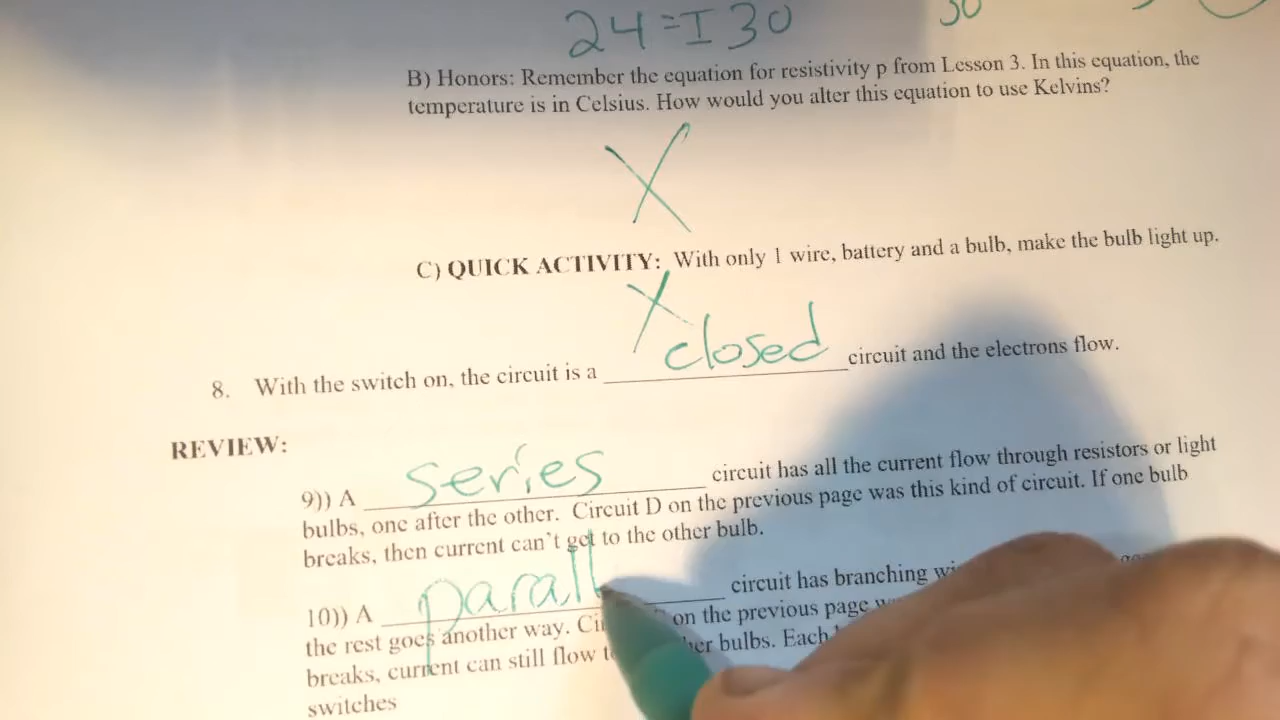 24 = I 30
30
B) Honors: Remember the equation for resistivity p from Lesson 3. In this equation, the
temperature is in Celsius. How would you alter this equation to use Kelvins?
X
C) QUICK ACTIVITY: With only 1 wire, battery and a bulb, make the bulb light up.
X
8. With the switch on, the circuit is a closed circuit and the electrons flow.
REVIEW:
9)) A series circuit has all the current flow through resistors or light
bulbs, one after the other. Circuit D on the previous page was this kind of circuit. If one bulb
breaks, then current can't get to the other bulb.
10)) A parall circuit has branching
the rest goes another way. on the previous page
breaks, current can still flow bulbs. Each
switches